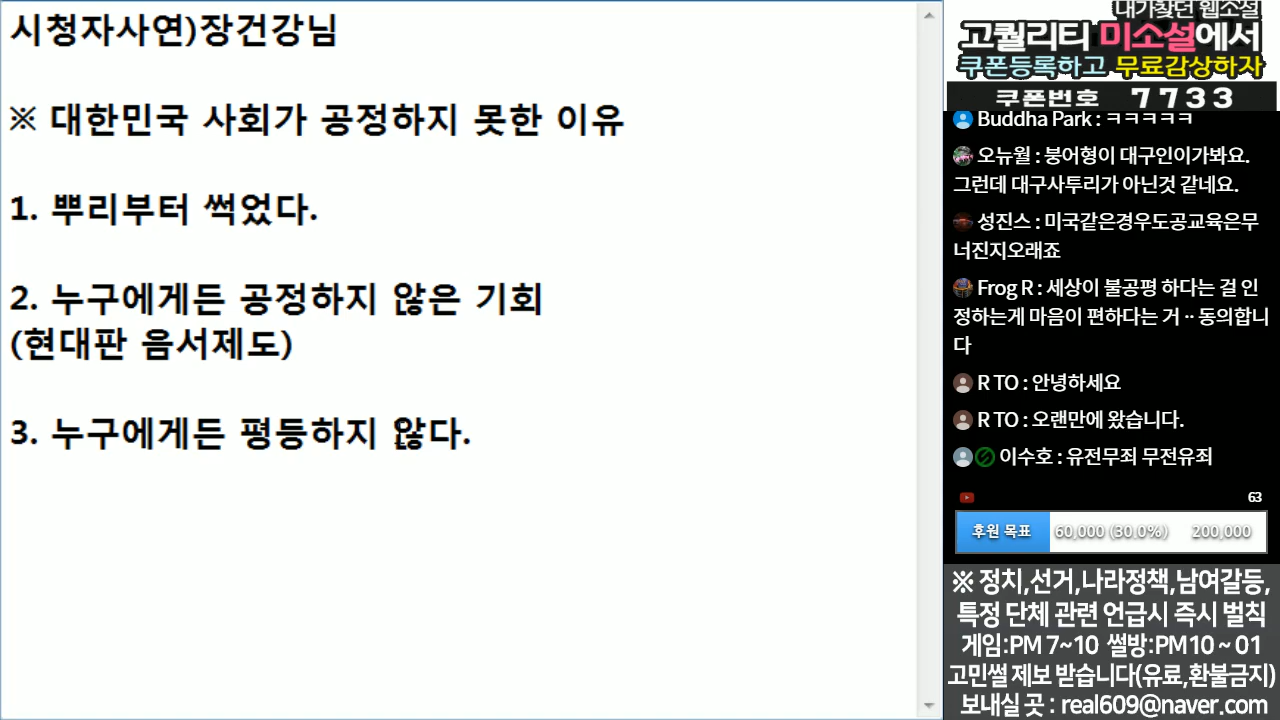 시청자사연)장건강님
※ 대한민국 사회가 공정하지 못한 이유
1. 뿌리부터 썩었다.
2. 누구에게든 공정하지 않은 기회
(현대판 음서제도)
3. 누구에게든 평등하지 않다.
내가찾던 웹소설
고퀄리티 미소설에서
쿠폰등록하고 무료감상하자
쿠폰번호 7733
Buddha Park : ㅋㅋㅋㅋㅋ
오뉴월 : 붕어형이 대구인이가봐요.
그런데 대구사투리가 아닌것 같네요.
성진스 : 미국같은경우도공교육은무
너진지오래죠
Frog R : 세상이 불공평 하다는 걸 인
정하는게 마음이 편하다는 거 ·· 동의합니
다
R TO : 안녕하세요
R TO : 오랜만에 왔습니다.
이수호 : 유전무죄 무전유죄
63
후원 목표 60,000 (30.0%) 200,000
※ 정치,선거,나라정책,남여갈등,
특정 단체 관련 언급시 즉시 벌칙
게임:PM 7~10 썰방:PM10 ~ 01
고민썰 제보 받습니다(유료,환불금지)
보내실 곳 : real609@naver.com